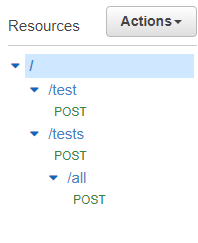 Resources Actions
/
/test
POST
/tests
POST
/all
POST